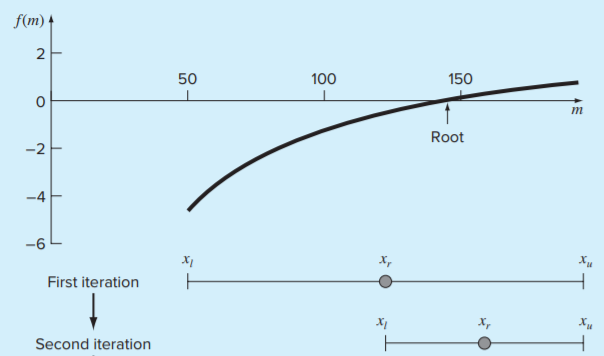 f(m)
2
50 100 150
0
m
Root
−2
−4
−6
xl xr xu
First iteration
xl xr xu
Second iteration